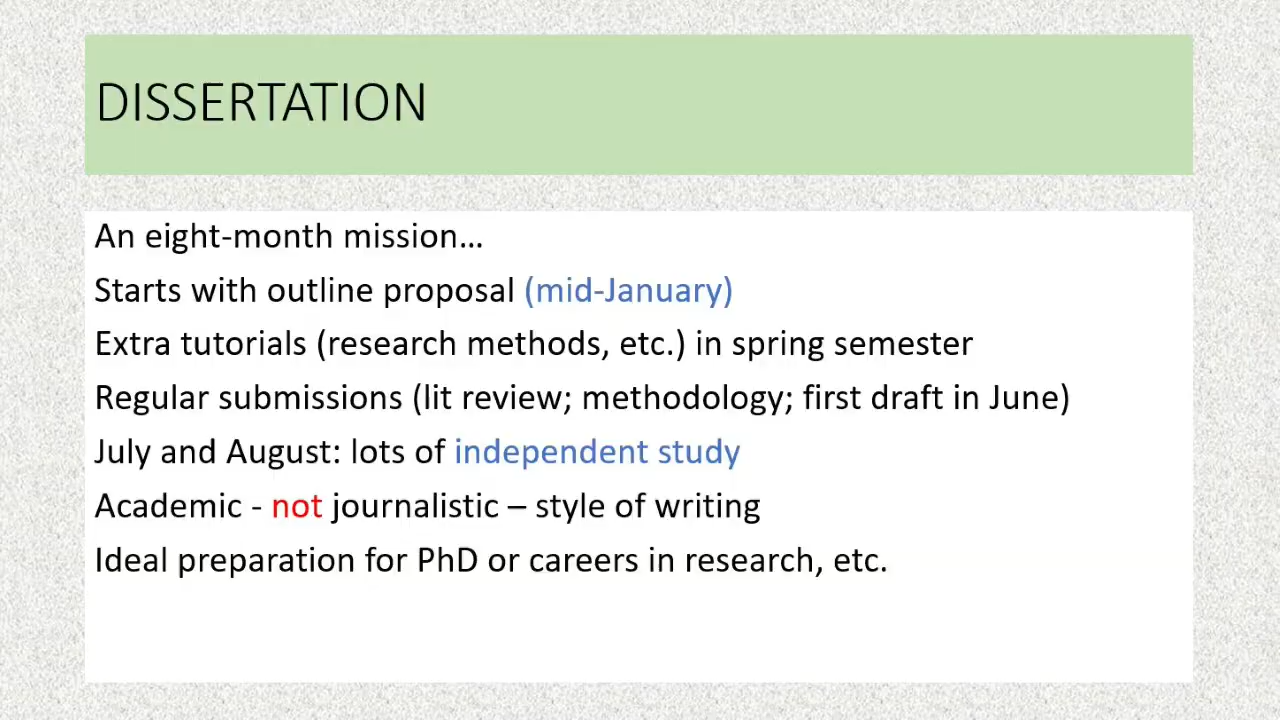 DISSERTATION
An eight-month mission…
Starts with outline proposal (mid-January)
Extra tutorials (research methods, etc.) in spring semester
Regular submissions (lit review; methodology; first draft in June)
July and August: lots of independent study
Academic - not journalistic – style of writing
Ideal preparation for PhD or careers in research, etc.